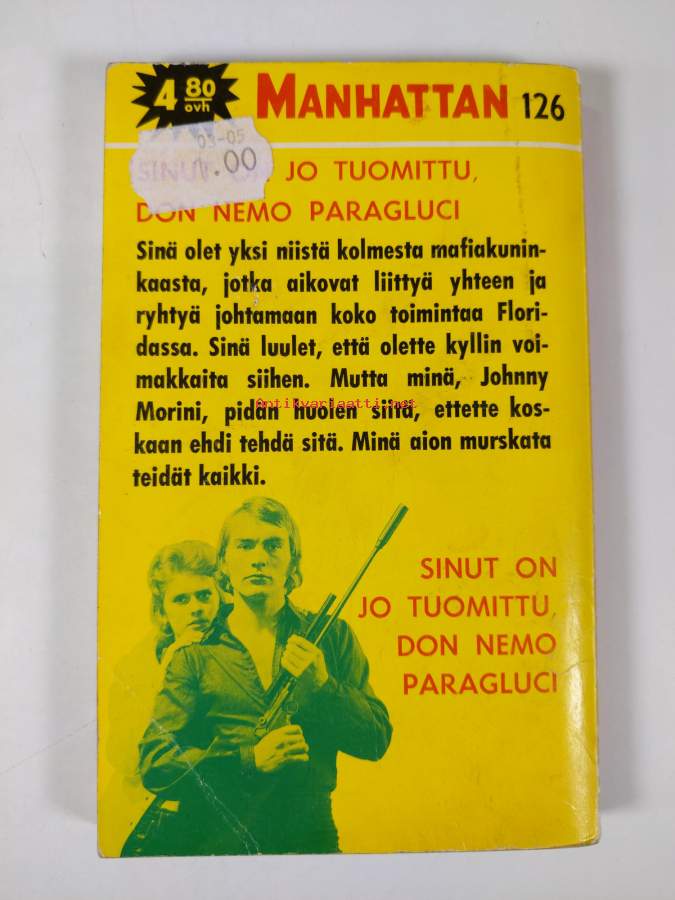 4 80
ovh
MANHATTAN 126
03-05
.00
SINUT ON JO TUOMITTU,
DON NEMO PARAGLUCI
Sinä olet yksi niistä kolmesta mafiakunin-
kaasta, jotka aikovat liittyä yhteen ja
ryhtyä johtamaan koko toimintaa Flori-
dassa. Sinä luulet, että olette kyllin voi-
makkaita siihen. Mutta minä, Johnny
Antikvariaatti.net
Morini, pidän huolen siitä, ettette kos-
kaan ehdi tehdä sitä. Minä aion murskata
teidät kaikki.
SINUT ON
JO TUOMITTU,
DON NEMO
PARAGLUCI